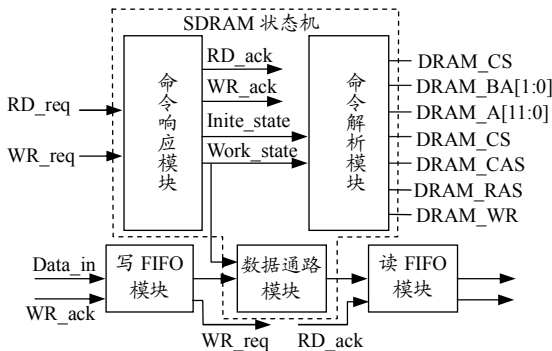 SDRAM 状态机
RD_req
WR_req
命令响应模块
RD_ack
WR_ack
Inite_state
Work_state
命令解析模块
DRAM_CS
DRAM_BA[1:0]
DRAM_A[11:0]
DRAM_CS
DRAM_CAS
DRAM_RAS
DRAM_WR
Data_in
WR_ack
写 FIFO
模块
数据通路
模块
读 FIFO
模块
WR_req
RD_ack